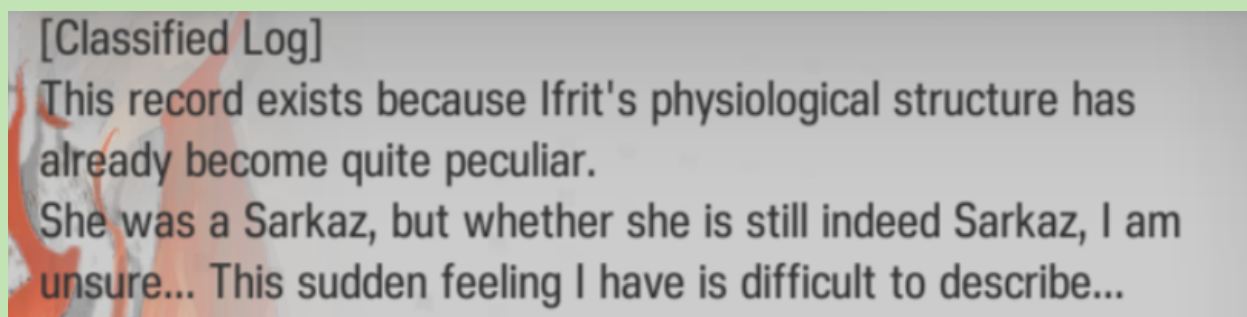 [Classified Log]
This record exists because Ifrit's physiological structure has
already become quite peculiar.
She was a Sarkaz, but whether she is still indeed Sarkaz, I am
unsure... This sudden feeling I have is difficult to describe...